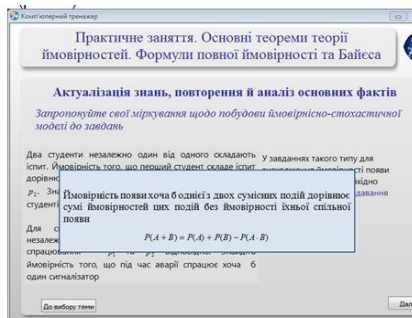 Комп'ютерний тренажер
Практичне заняття. Основні теореми теорії
ймовірностей. Формули повної ймовірності та Байєса
Актуалізація знань, повторення й аналіз основних фактів
Запропонуйте свої міркування щодо побудови ймовірнісно-стохастичної
моделі до завдань
Два студенти незалежно один від одного складають
іспит. Ймовірність того, що перший студент складе іспит
дорівнює
p₂.
студенті
У завданнях такого типу для
появи
давання
Ймовірність появи хоча б однієї з двох сумісних подій дорівнює
сумі ймовірностей цих подій без ймовірності їхньої спільної
появи
P(A + B) = P(A) + P(B) − P(A · B)
Для
незалеж
ймовірність того, що під час аварії спрацює хоча б
один сигналізатор
До вибору теми
Дал